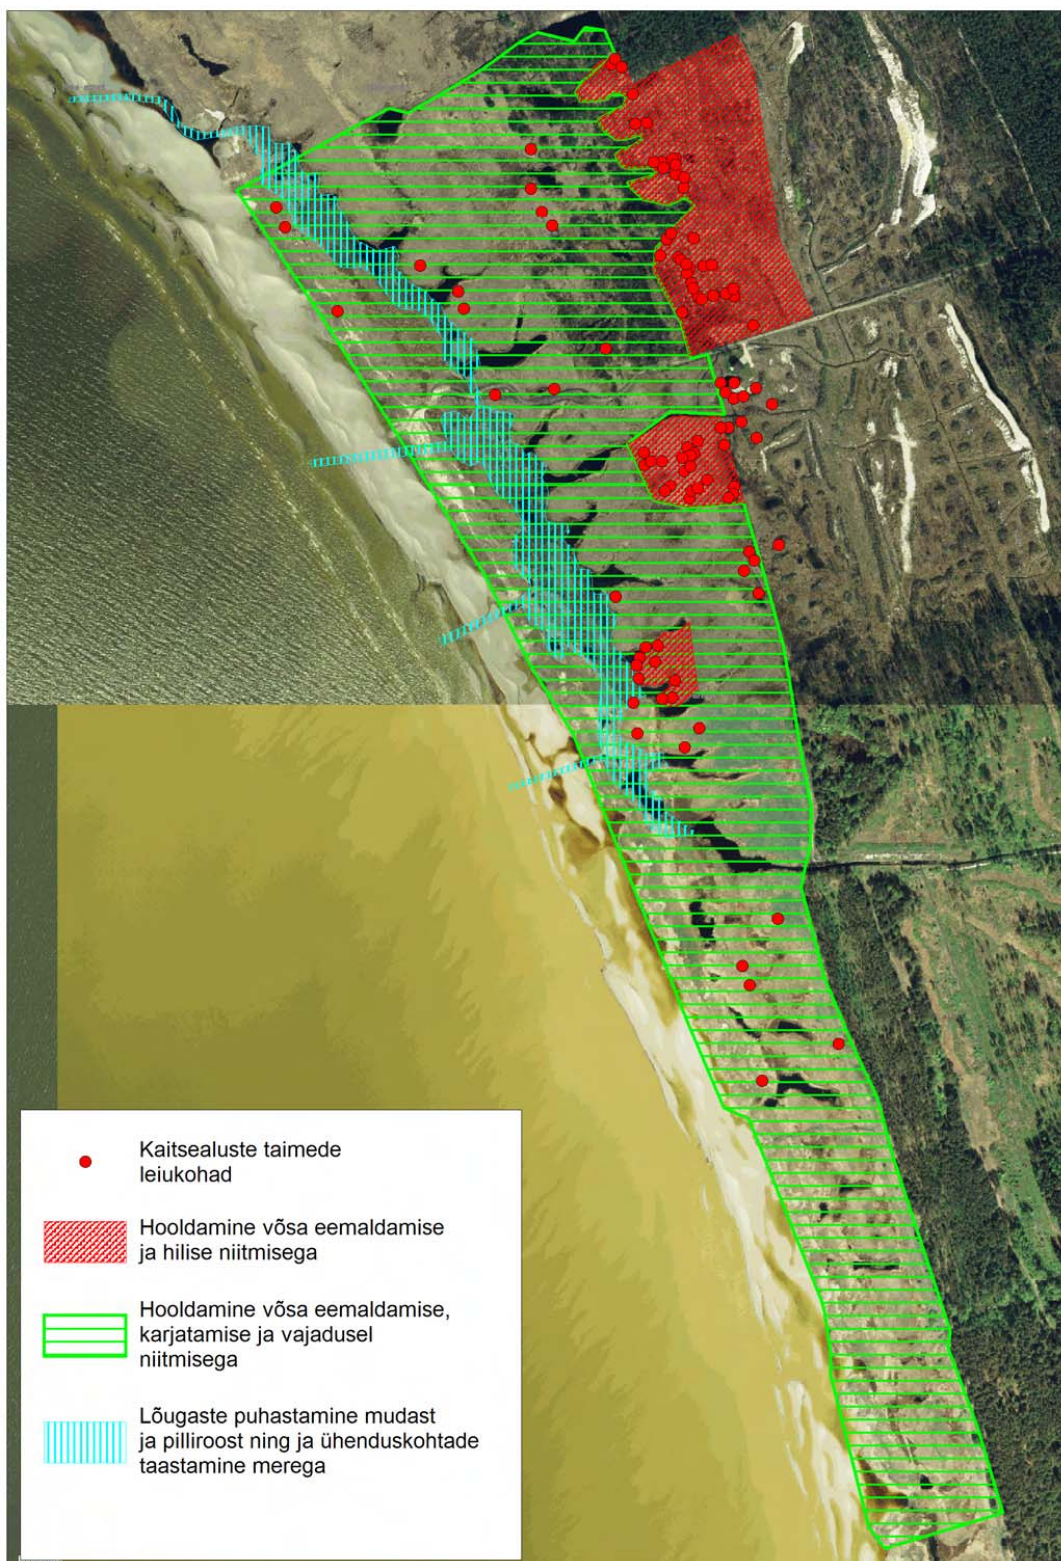 Kaitsealuste taimede
leiukohad
Hooldamine võsa eemaldamise
ja hilise niitmisega
Hooldamine võsa eemaldamise,
karjatamise ja vajadusel
niitmisega
Lõugaste puhastamine mudast
ja pilliroost ning ja ühenduskohtade
taastamine merega